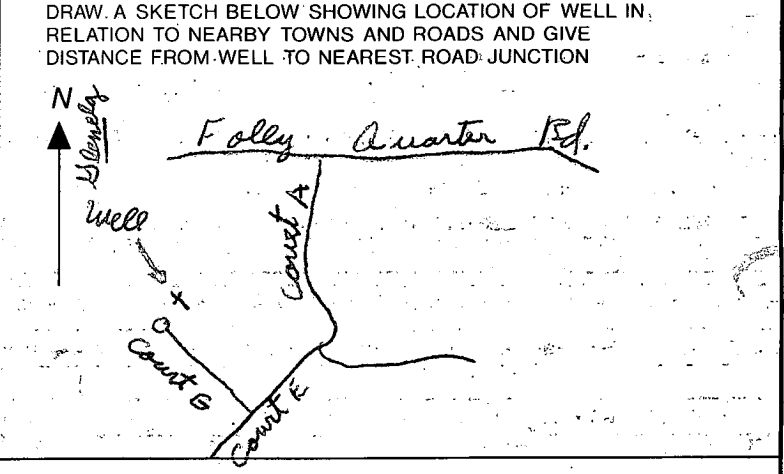 DRAW A SKETCH BELOW SHOWING LOCATION OF WELL IN
RELATION TO NEARBY TOWNS AND ROADS AND GIVE
DISTANCE FROM WELL TO NEAREST ROAD JUNCTION
N
Glenelg
Folly Quarter Rd.
Well
Court A
x
Court G
Court E